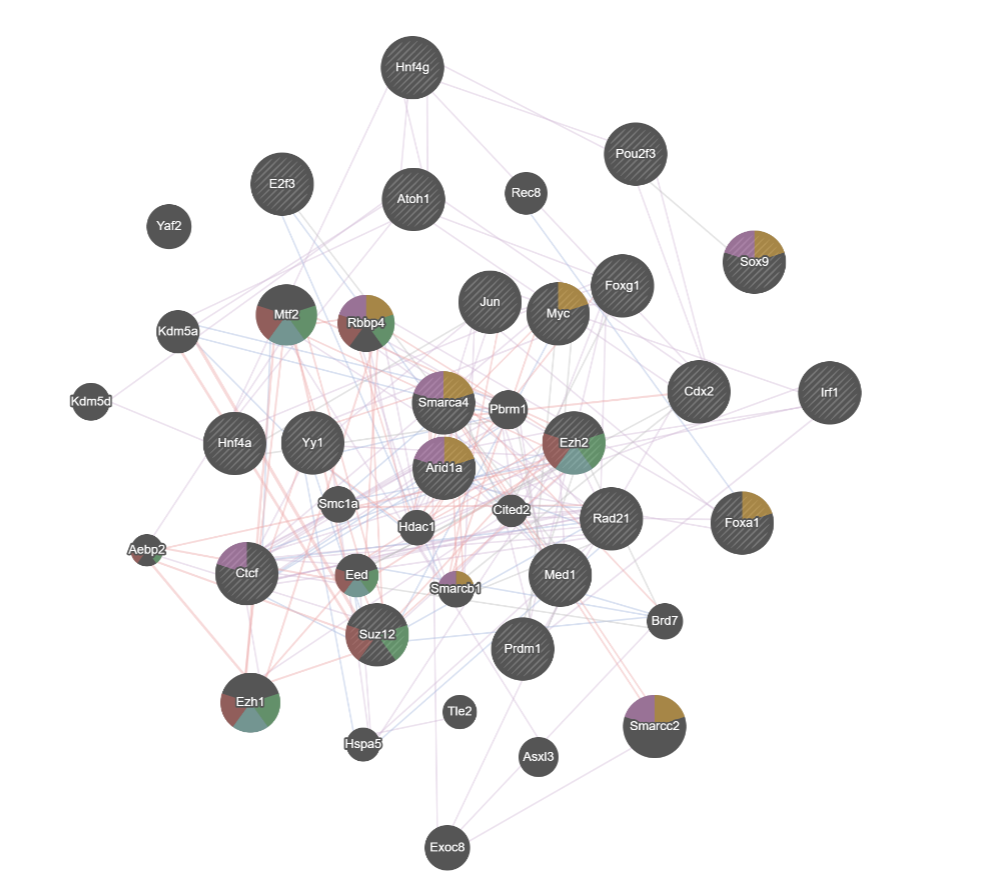 Hnf4g
Pou2f3
E2f3
Rec8
Atoh1
Yaf2
Sox9
Foxg1
Jun
Mtf2
Myc
Rbbp4
Kdm5a
Cdx2
Irf1
Kdm5d
Smarca4
Pbrm1
Hnf4a
Yy1
Ezh2
Arid1a
Smc1a
Cited2
Rad21
Foxa1
Hdac1
Aebp2
Ctcf
Eed
Med1
Smarcb1
Brd7
Suz12
Prdm1
Ezh1
Tle2
Smarcc2
Hspa5
Asxl3
Exoc8